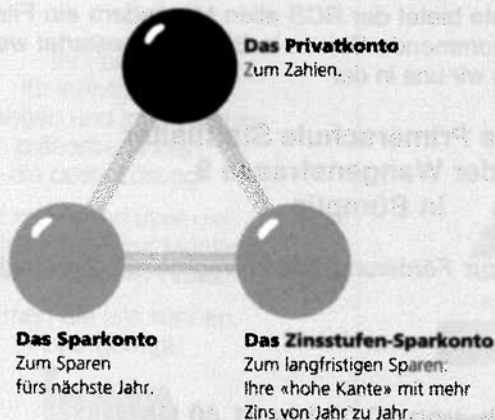 Das Privatkonto
Zum Zahlen.
Das Sparkonto
Zum Sparen
fürs nächste Jahr.
Das Zinsstufen-Sparkonto
Zum langfristigen Sparen:
Ihre «hohe Kante» mit mehr
Zins von Jahr zu Jahr.